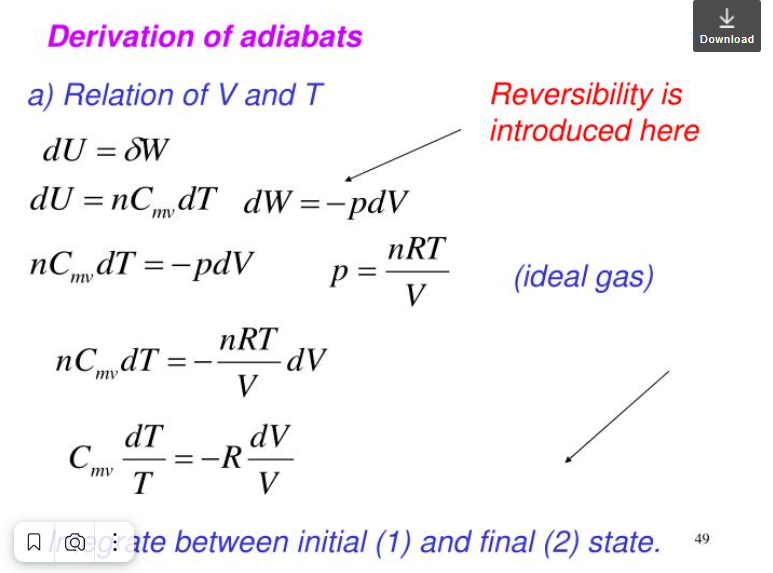 Derivation of adiabats
Download
a) Relation of V and T
Reversibility is
introduced here
dU = δW
dU = nC_mv dT   dW = −pdV
nC_mv dT = −pdV   p = nRT/V   (ideal gas)
nC_mv dT = − nRT/V dV
C_mv dT/T = −R dV/V
ate between initial (1) and final (2) state.
49